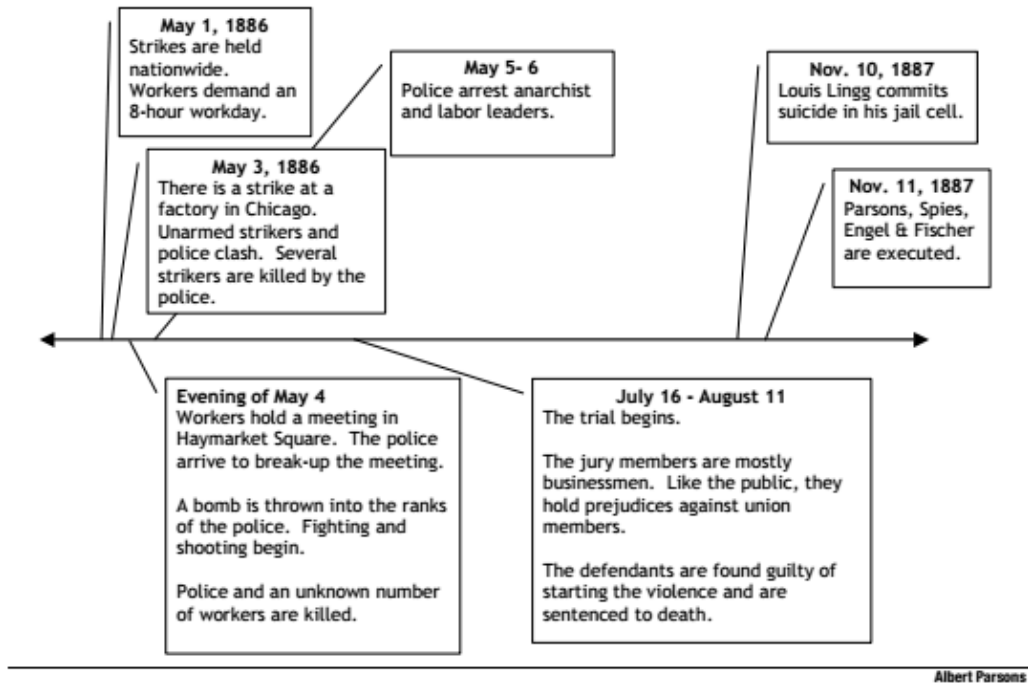 May 1, 1886
Strikes are held
nationwide.
Workers demand an
8-hour workday.
May 3, 1886
There is a strike at a
factory in Chicago.
Unarmed strikers and
police clash. Several
strikers are killed by the
police.
Evening of May 4
Workers hold a meeting in
Haymarket Square. The police
arrive to break-up the meeting.
A bomb is thrown into the ranks
of the police. Fighting and
shooting begin.
Police and an unknown number
of workers are killed.
May 5- 6
Police arrest anarchist
and labor leaders.
July 16 - August 11
The trial begins.
The jury members are mostly
businessmen. Like the public, they
hold prejudices against union
members.
The defendants are found guilty of
starting the violence and are
sentenced to death.
Nov. 10, 1887
Louis Lingg commits
suicide in his jail cell.
Nov. 11, 1887
Parsons, Spies,
Engel & Fischer
are executed.
Albert Parsons